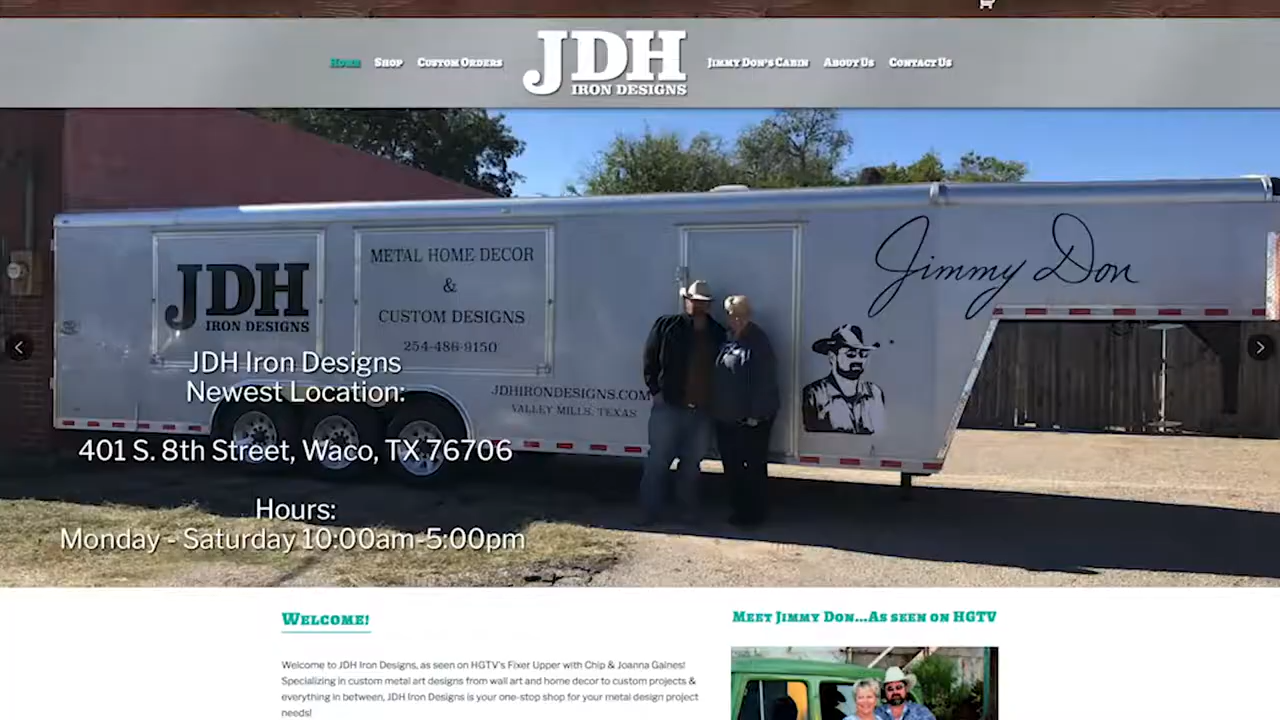 Home Shop Custom Orders JDH IRON DESIGNS Jimmy Don's Cabin About Us Contact Us
JDH
IRON DESIGNS
METAL HOME DECOR
&
CUSTOM DESIGNS
254-486-9150
Jimmy Don
JDHIRONDESIGNS.COM
VALLEY MILLS, TEXAS
JDH Iron Designs
Newest Location:
401 S. 8th Street, Waco, TX 76706
Hours:
Monday - Saturday 10:00am-5:00pm
Welcome!
Welcome to JDH Iron Designs, as seen on HGTV's Fixer Upper with Chip & Joanna Gaines!
Specializing in custom metal art designs from wall art and home decor to custom projects &
everything in between, JDH Iron Designs is your one-stop shop for your metal design project
needs!
Meet Jimmy Don...As seen on HGTV